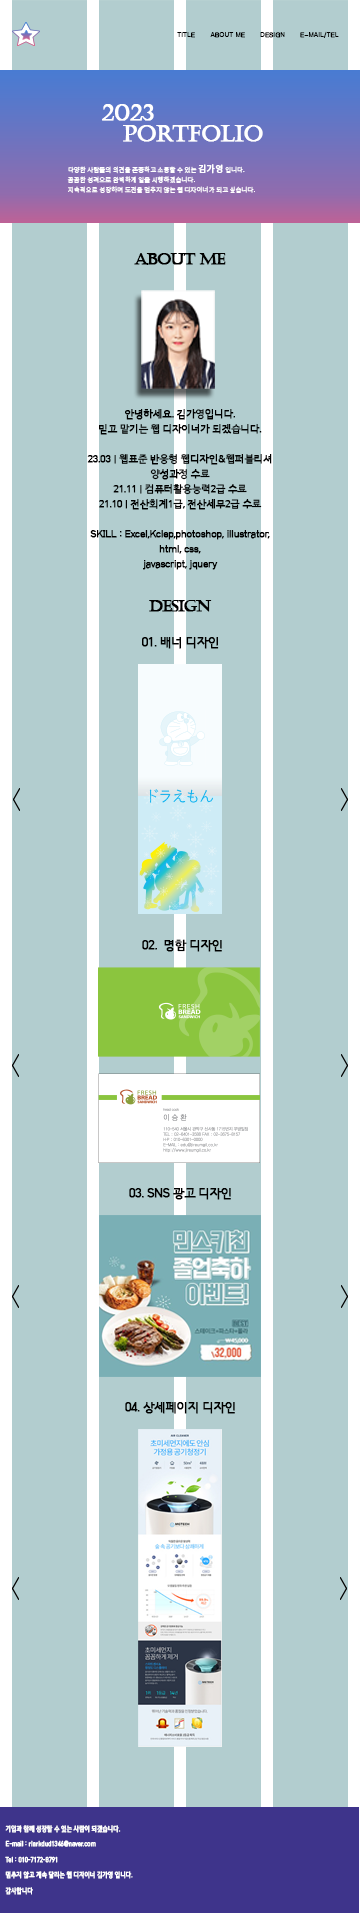 TITLE ABOUT ME DESIGN E-MAIL/TEL
2023
PORTFOLIO
다양한 사람들의 의견을 존중하고 소통할 수 있는 김가영 입니다.
꼼꼼한 성격으로 완벽하게 일을 시행하겠습니다.
지속적으로 성장하며 도전을 멈추지 않는 웹 디자이너가 되고 싶습니다.
ABOUT ME
안녕하세요. 김가영입니다.
믿고 맡기는 웹 디자이너가 되겠습니다.
23.03 | 웹표준 반응형 웹디자인&웹퍼블리셔
양성과정 수료
21.11 | 컴퓨터활용능력2급 수료
21.10 | 전산회계1급, 전산세무2급 수료
SKILL : Excel,Kclep,photoshop, illustrator,
html, css,
javascript, jquery
DESIGN
01. 배너 디자인
ドラえもん
02. 명함 디자인
FRESH
BREAD
SANDWICH
FRESH
BREAD
SANDWICH
이 승 환
03. SNS 광고 디자인
민스키친
졸업축하
이벤트!
스테이크+파스타+플라
₩45,000
₩32,000
04. 상세페이지 디자인
초미세먼지에도 안심
가정용 공기청정기
초미세먼지
꼼꼼하게 제거
기업과 함께 성장할 수 있는 사람이 되겠습니다.
E-mail : rlarkdud1346@naver.com
Tel : 010-7172-8791
멈추지 않고 계속 달리는 웹 디자이너 김가영 입니다.
감사합니다